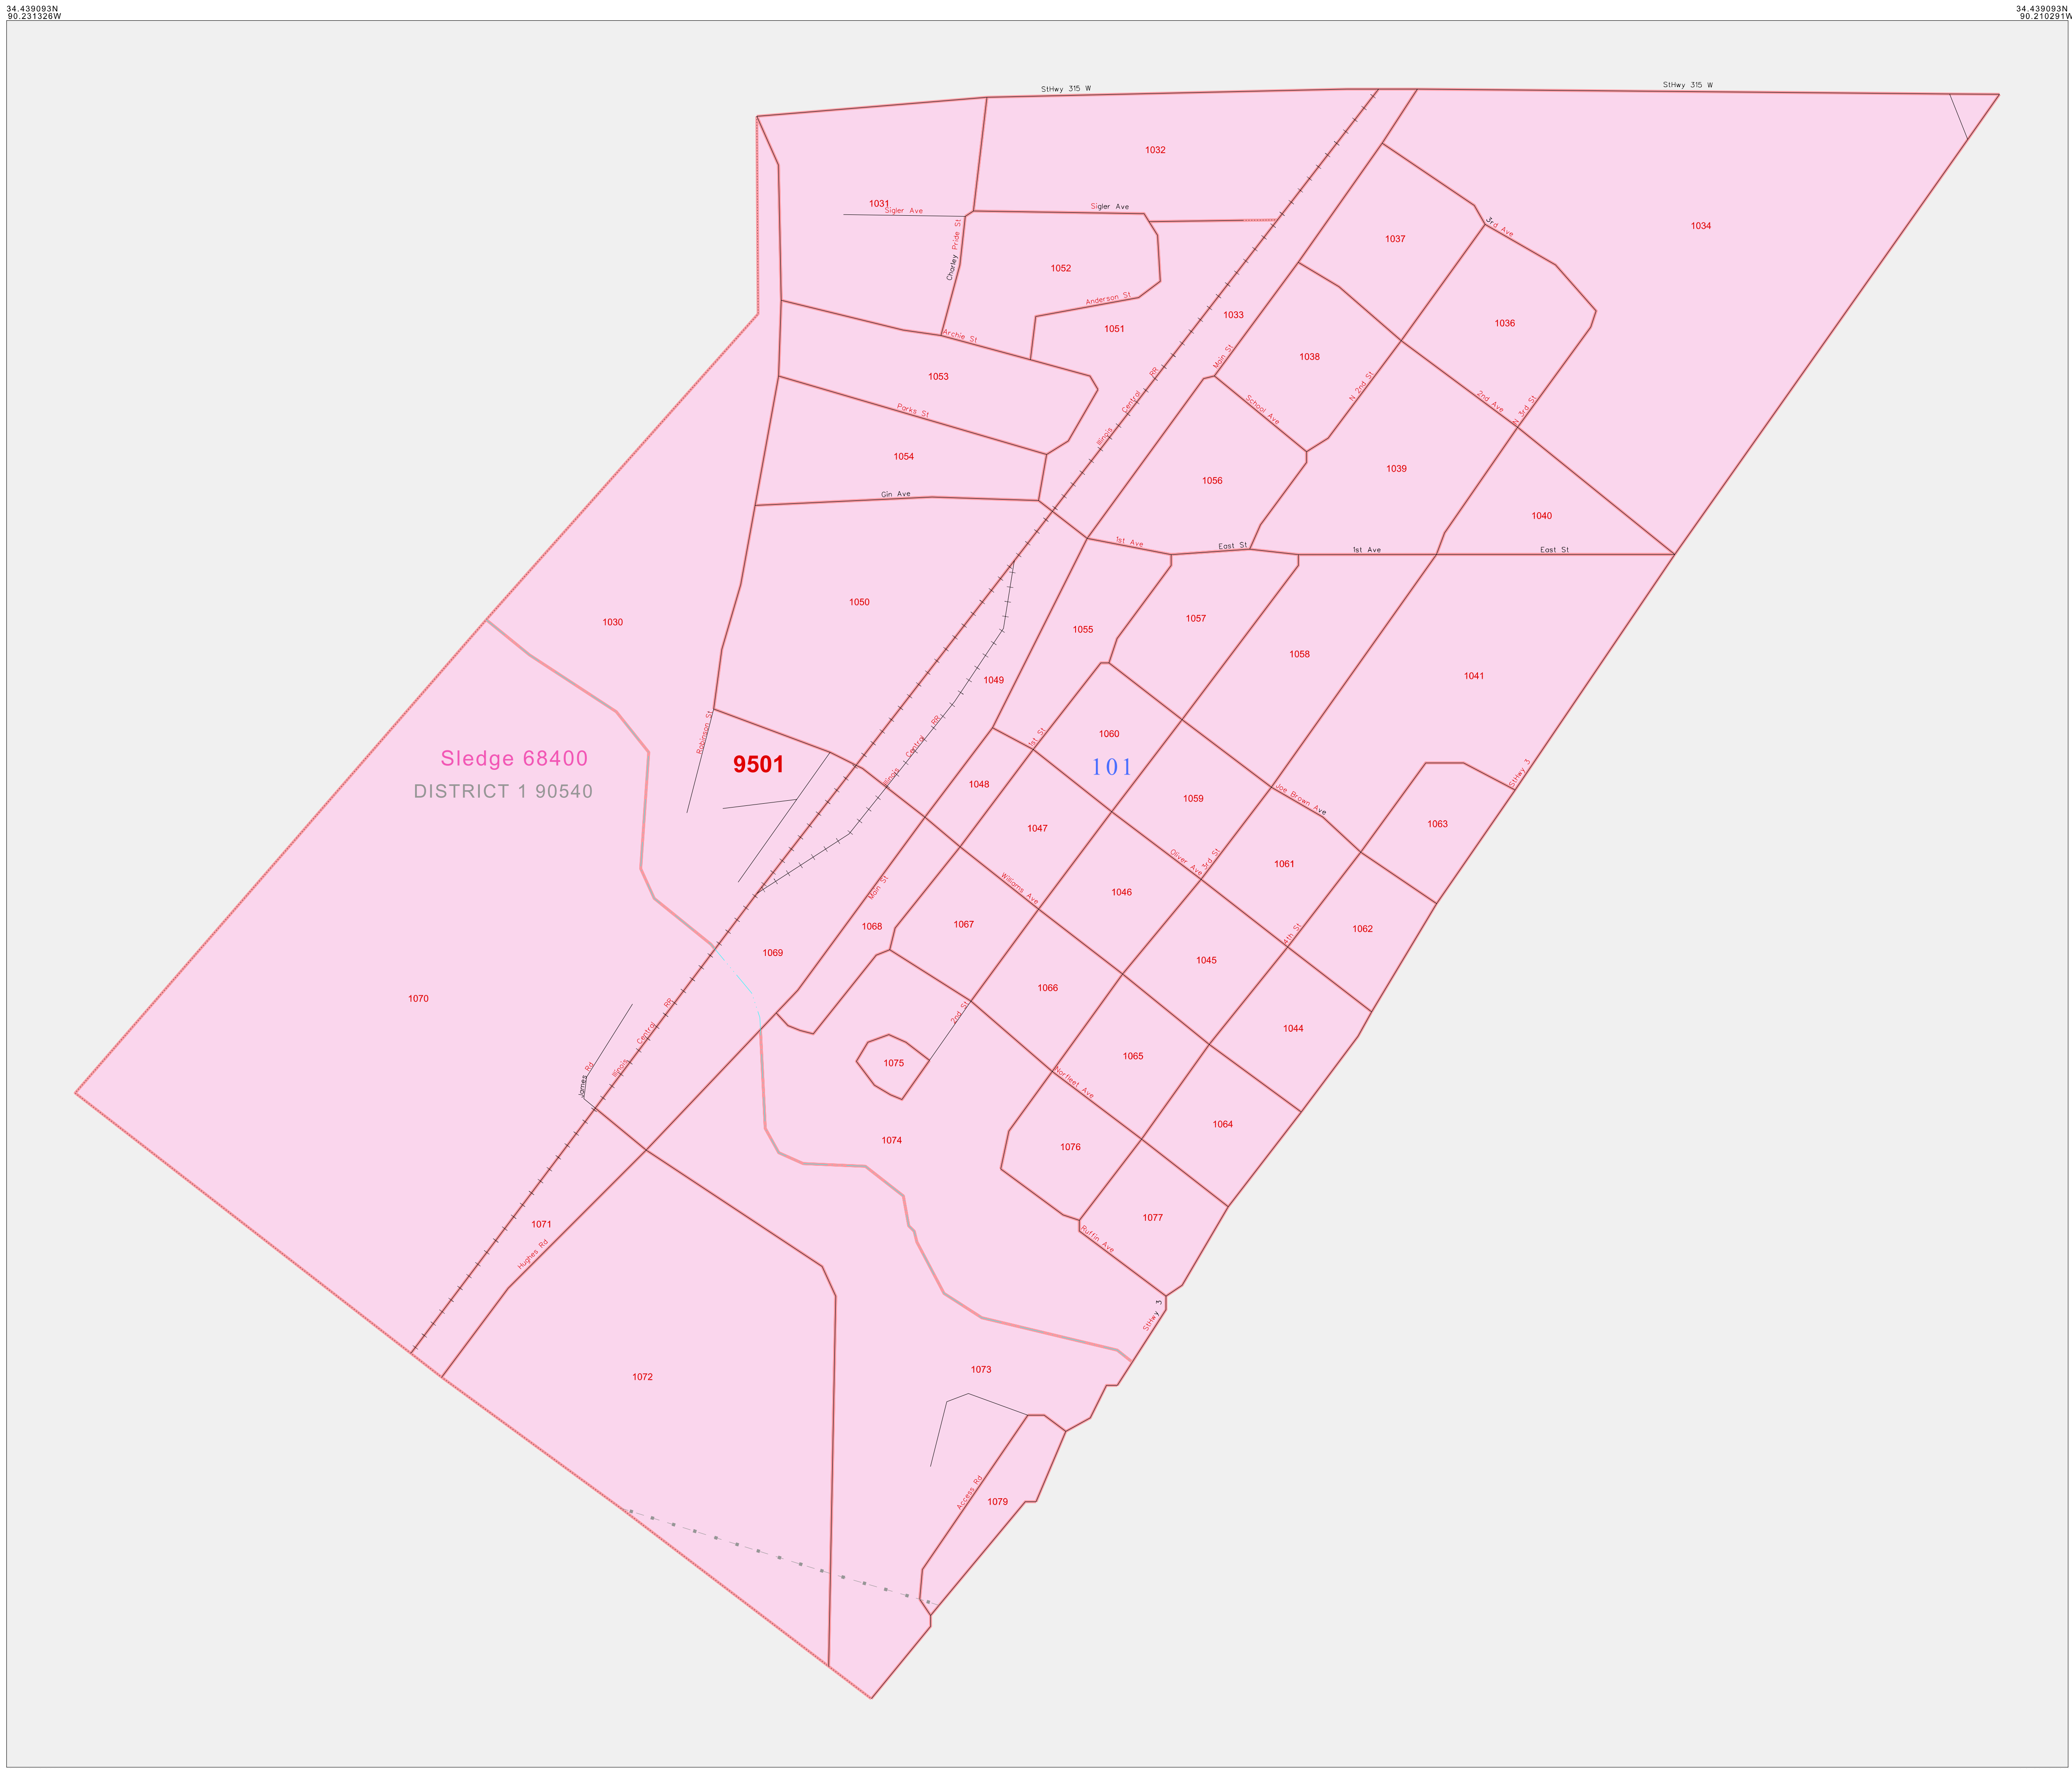 34.439093N
90.231326W
34.439093N
90.210291W
StHwy 315 W
StHwy 315 W
1032
1031
Sigler Ave
Sigler Ave
1034
3rd Ave
Charley Pride St
1037
1052
Anderson St
1033
1036
1051
Archie St
Main St
1038
1053
Illinois Central RR
N 2nd St
2nd Ave
N 3rd St
Parks St
School Ave
1054
1039
1056
Gin Ave
1040
1st Ave
East St
1st Ave
East St
1050
1057
1030
1055
1058
1041
1049
Robinson St
Illinois Central RR
1st St
1060
Sledge 68400
9501
101
StHwy 3
DISTRICT 1 90540
1048
1059
Joe Brown Ave
1047
1063
Oliver Ave
3rd St
1061
Main St
Williams Ave
1046
1068
1067
4th St
1062
1069
1045
1070
Illinois Central RR
1066
2nd St
1044
James Rd
1075
1065
Norfleet Ave
1074
1076
1064
1071
Hughes Rd
1077
Ruffin Ave
StHwy 3
1073
1072
Access Rd
1079